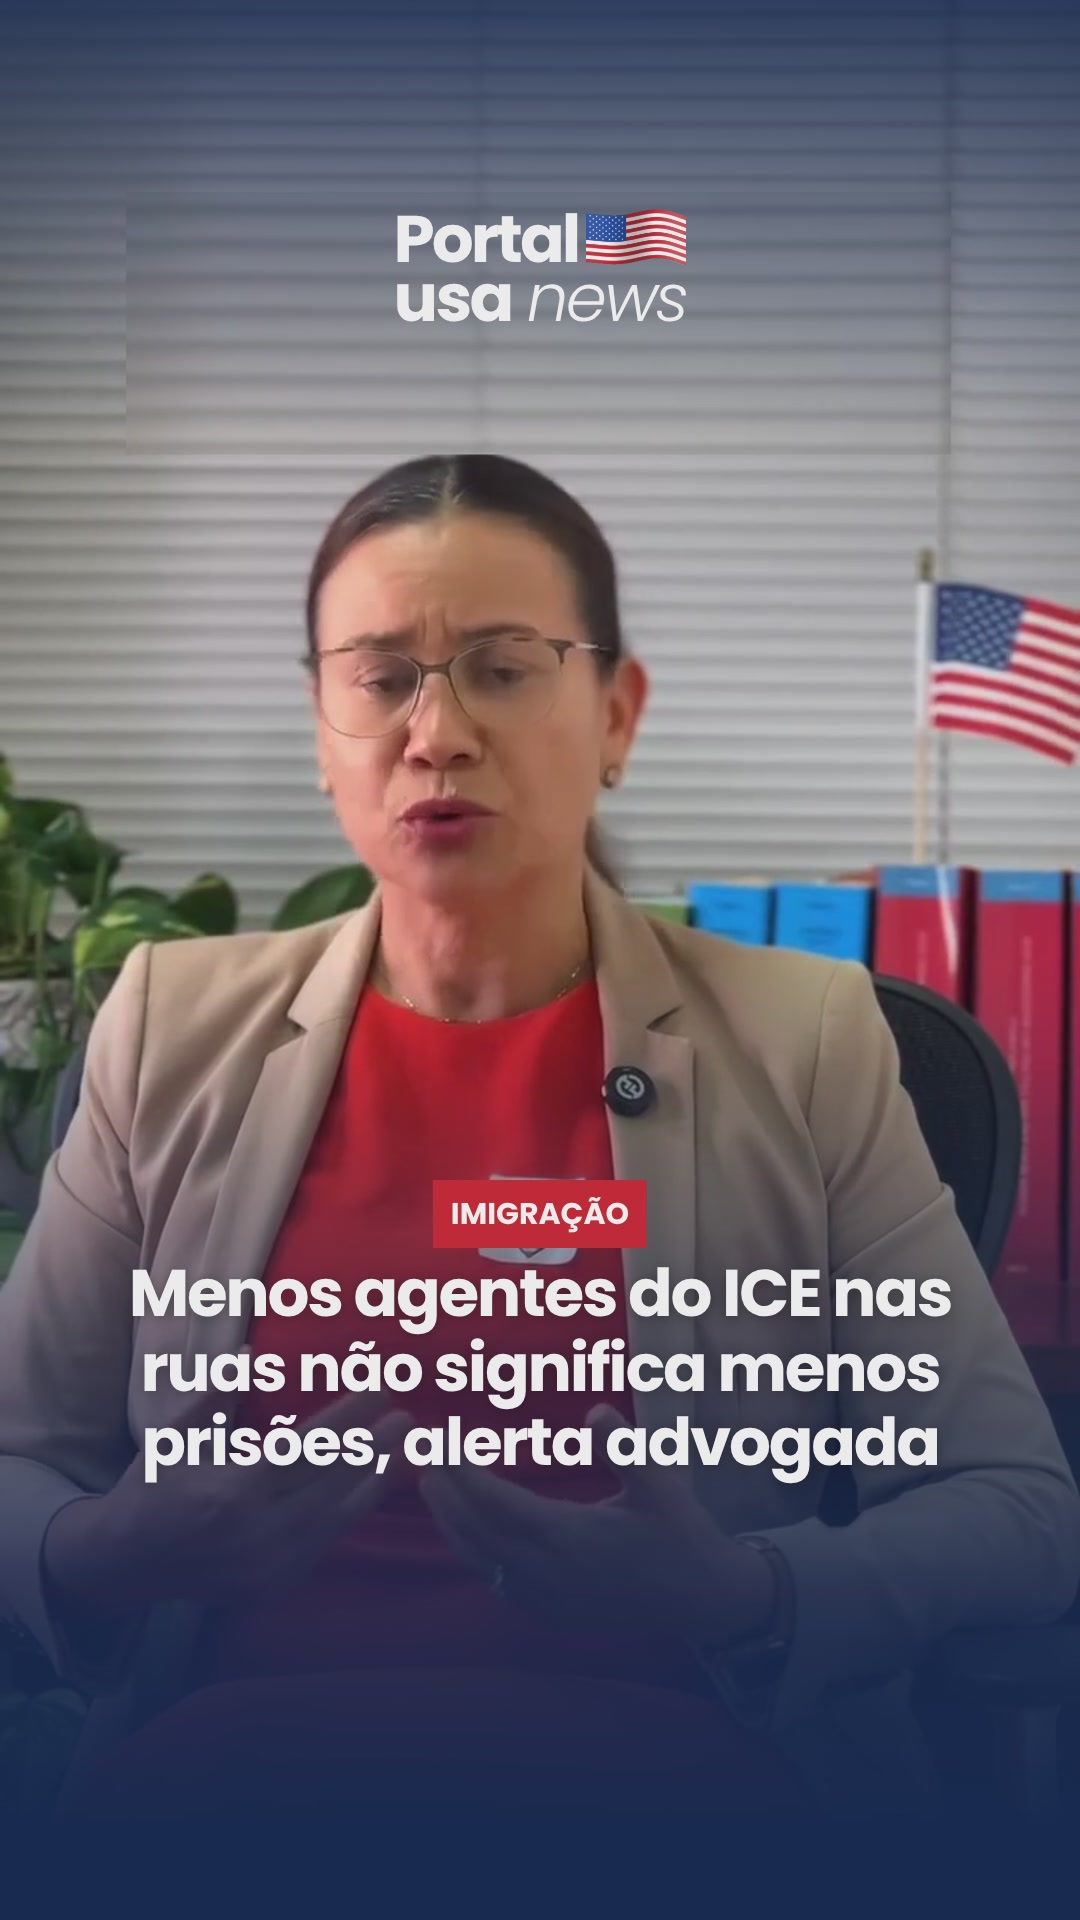 Portal
usa news
IMIGRAÇÃO
Menos agentes do ICE nas
ruas não significa menos
prisões, alerta advogada